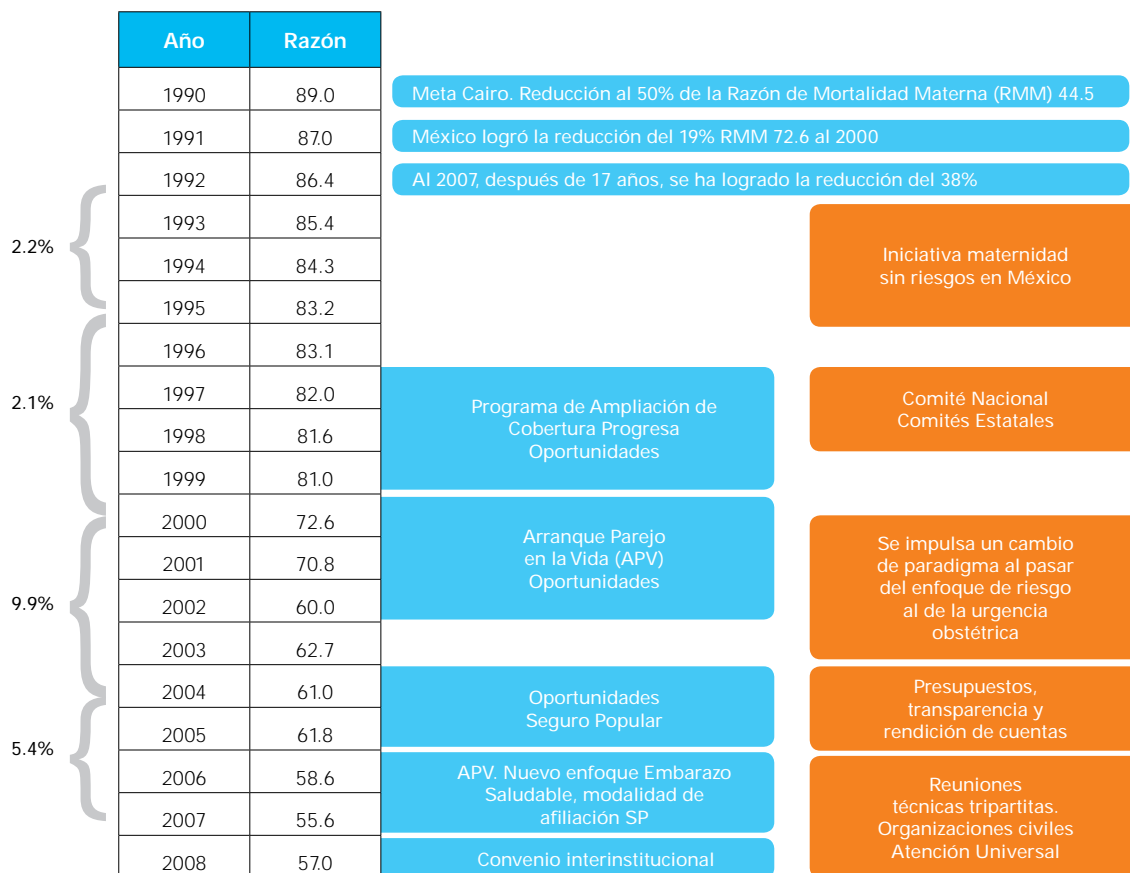 Año Razón
1990 89.0
Meta Cairo. Reducción al 50% de la Razón de Mortalidad Materna (RMM) 44.5
1991 87.0
México logró la reducción del 19% RMM 72.6 al 2000
1992 86.4
Al 2007, después de 17 años, se ha logrado la reducción del 38%
2.2%
1993 85.4
1994 84.3
1995 83.2
Iniciativa maternidad
sin riesgos en México
2.1%
1996 83.1
1997 82.0
1998 81.6
1999 81.0
Programa de Ampliación de
Cobertura Progresa
Oportunidades
Comité Nacional
Comités Estatales
9.9%
2000 72.6
2001 70.8
2002 60.0
2003 62.7
Arranque Parejo
en la Vida (APV)
Oportunidades
Se impulsa un cambio
de paradigma al pasar
del enfoque de riesgo
al de la urgencia
obstétrica
5.4%
2004 61.0
2005 61.8
Oportunidades
Seguro Popular
Presupuestos,
transparencia y
rendición de cuentas
2006 58.6
2007 55.6
APV. Nuevo enfoque Embarazo
Saludable, modalidad de
afiliación SP
2008 57.0
Convenio interinstitucional
Reuniones
técnicas tripartitas.
Organizaciones civiles
Atención Universal